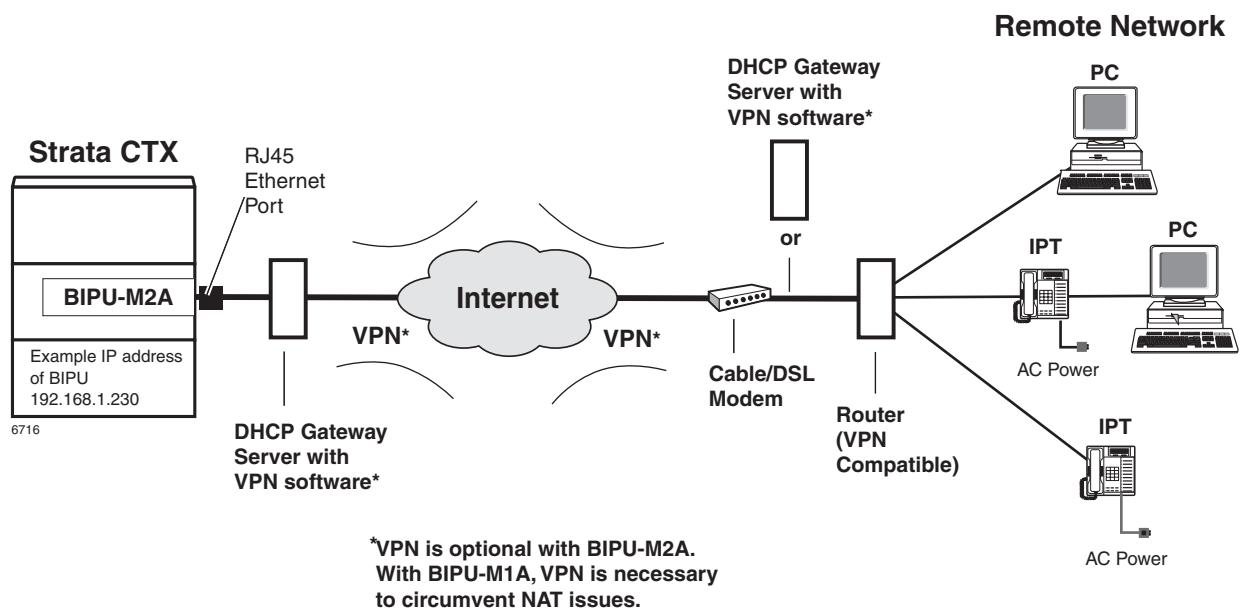 Remote Network
DHCP Gateway
Server with
VPN software*
PC
Strata CTX
RJ45
Ethernet
Port
or
IPT
PC
BIPU-M2A
Internet
VPN*
VPN*
Example IP address
of BIPU
192.168.1.230
6716
AC Power
Cable/DSL
Modem
DHCP Gateway
Server with
VPN software*
Router
(VPN
Compatible)
IPT
AC Power
*VPN is optional with BIPU-M2A.
With BIPU-M1A, VPN is necessary
to circumvent NAT issues.